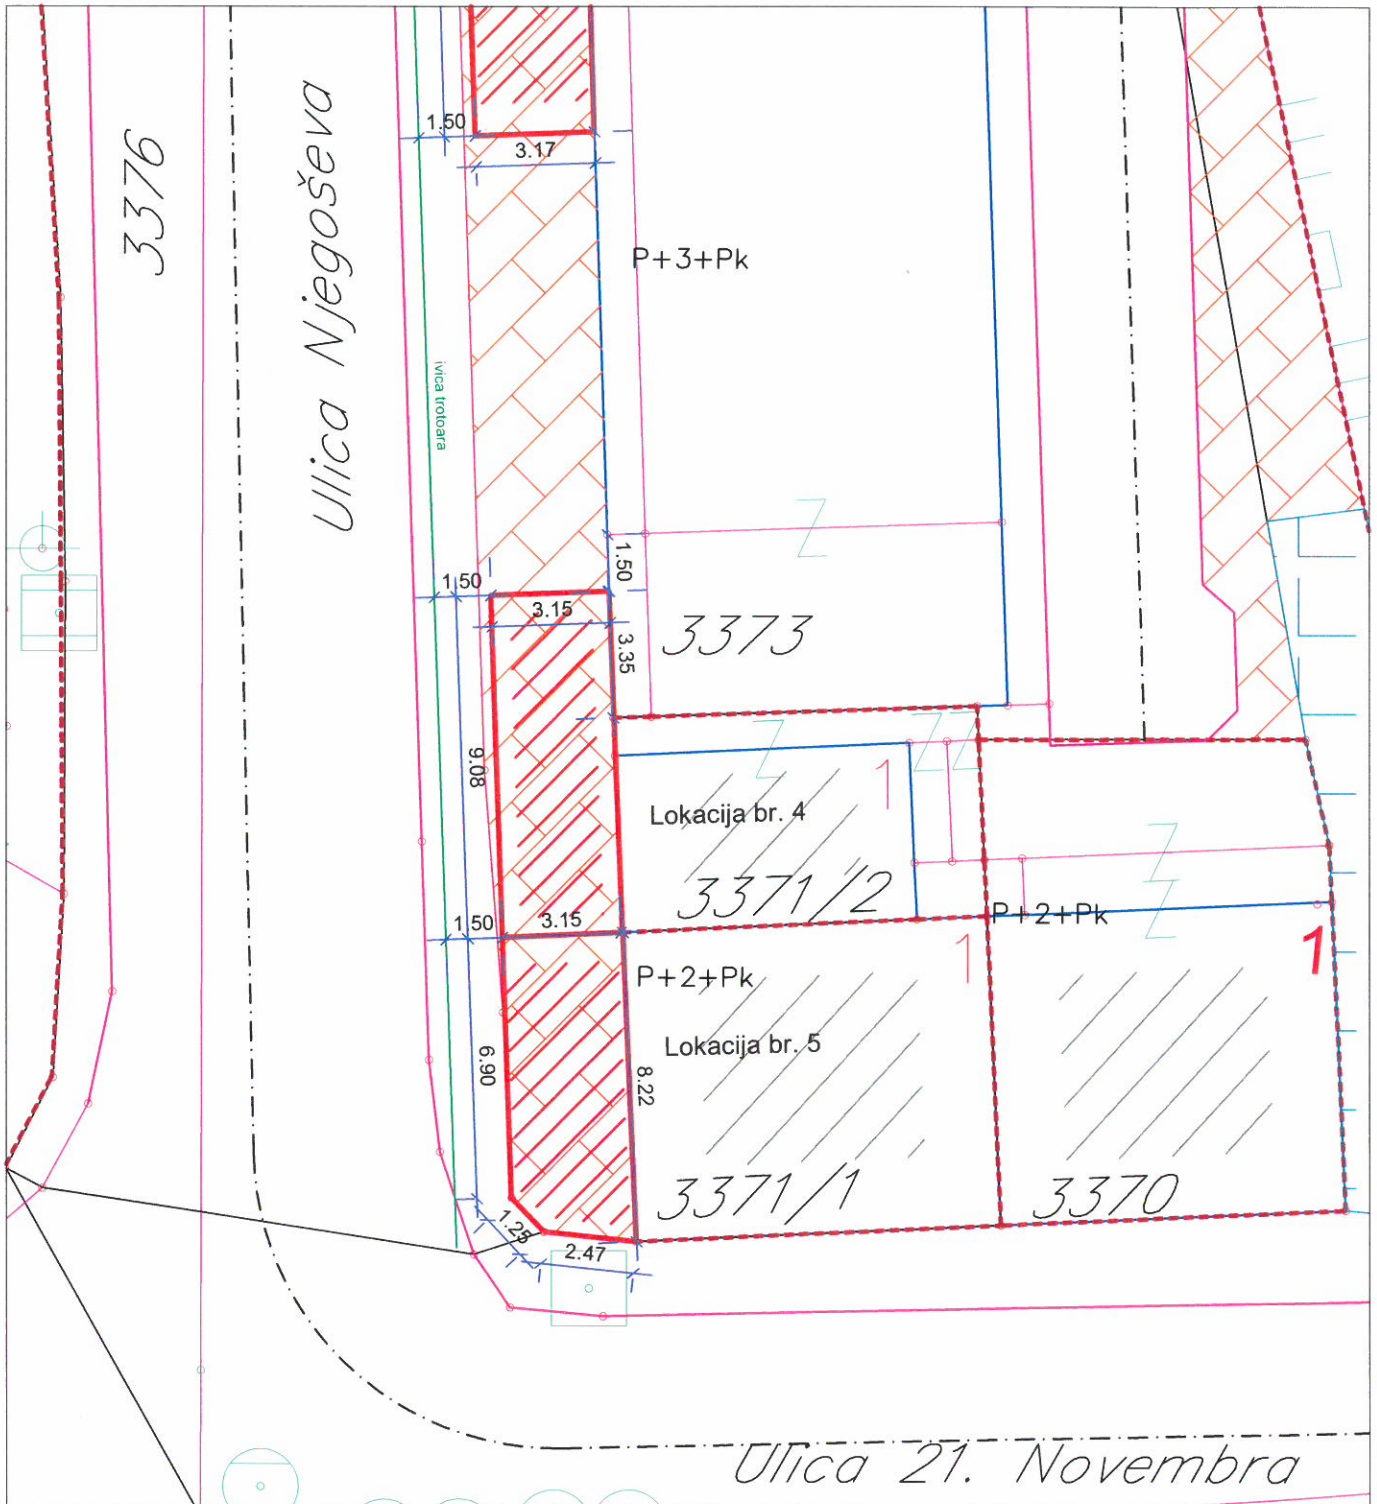 3376
Ulica Njegoševa
1.50
3.17
P+3+Pk
ivica trotoara
1.50
1.50
3.15
3.35
3373
9.08
Lokacija br. 4
1
3371/2
1.50
3.15
P+2+Pk
1
1
P+2+Pk
Lokacija br. 5
6.90
8.22
3371/1
3370
1.25
2.47
Ulica 21. Novembra